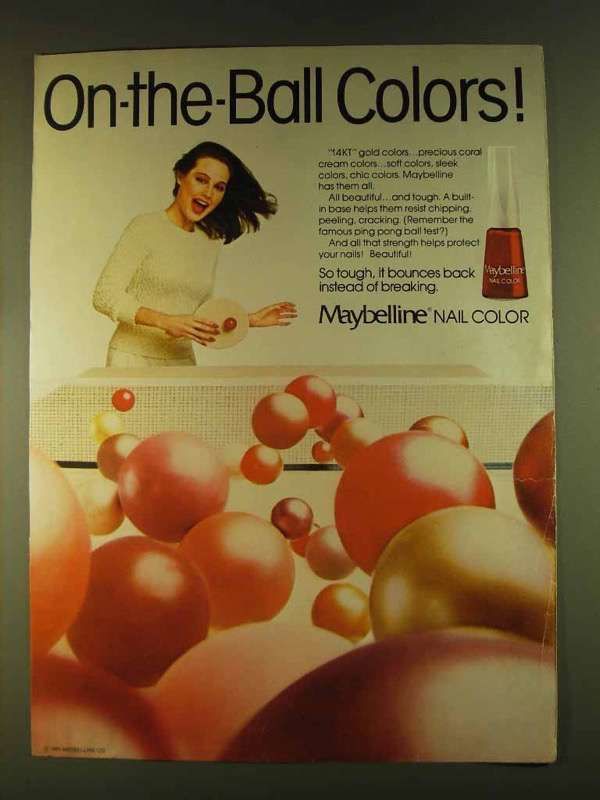 On-the-Ball Colors!
"14KT" gold colors...precious coral
cream colors...soft colors, sleek
colors, chic colors. Maybelline
has them all.
All beautiful...and tough. A built-
in base helps them resist chipping,
peeling, cracking. (Remember the
famous ping pong ball test?)
And all that strength helps protect
your nails! Beautiful!
So tough, it bounces back
instead of breaking.
Maybelline® NAIL COLOR
Maybelline
NAIL COLOR
MAYBELLINE CO.